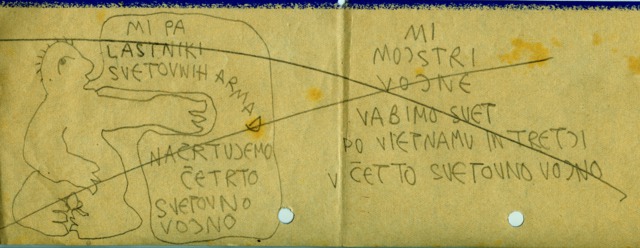 MI PA
LASTNIKI
SVETOVNIH ARMAD
NAČRTUJEMO
ČETRTO
SVETOVNO
VOJNO
MI
MOJSTRI
VOJNE
VABIMO SVET
PO VIETNAMU IN TRETJI
V ČETTO SVETOVNO VOJNO